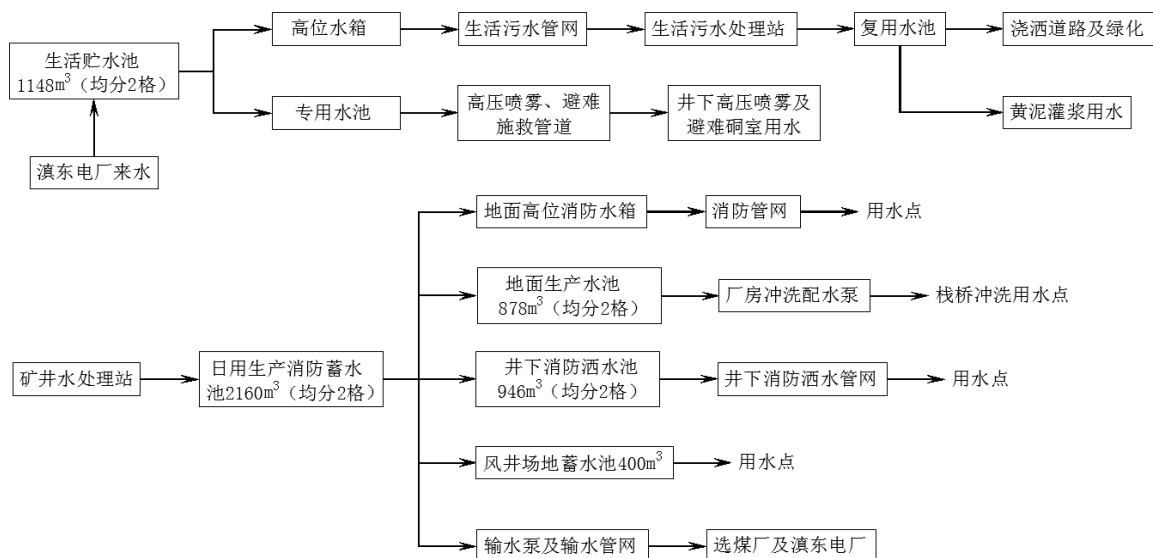 高位水箱
生活污水管网
生活污水处理站
复用水池
浇洒道路及绿化
生活贮水池
1148m³（均分2格）
专用水池
高压喷雾、避难
施救管道
井下高压喷雾及
避难硐室用水
黄泥灌浆用水
滇东电厂来水
地面高位消防水箱
消防管网
用水点
地面生产水池
878m³（均分2格）
厂房冲洗配水泵
栈桥冲洗用水点
矿井水处理站
日用生产消防蓄水
池2160m³（均分2格）
井下消防洒水池
946m³（均分2格）
井下消防洒水管网
用水点
风井场地蓄水池400m³
用水点
输水泵及输水管网
选煤厂及滇东电厂